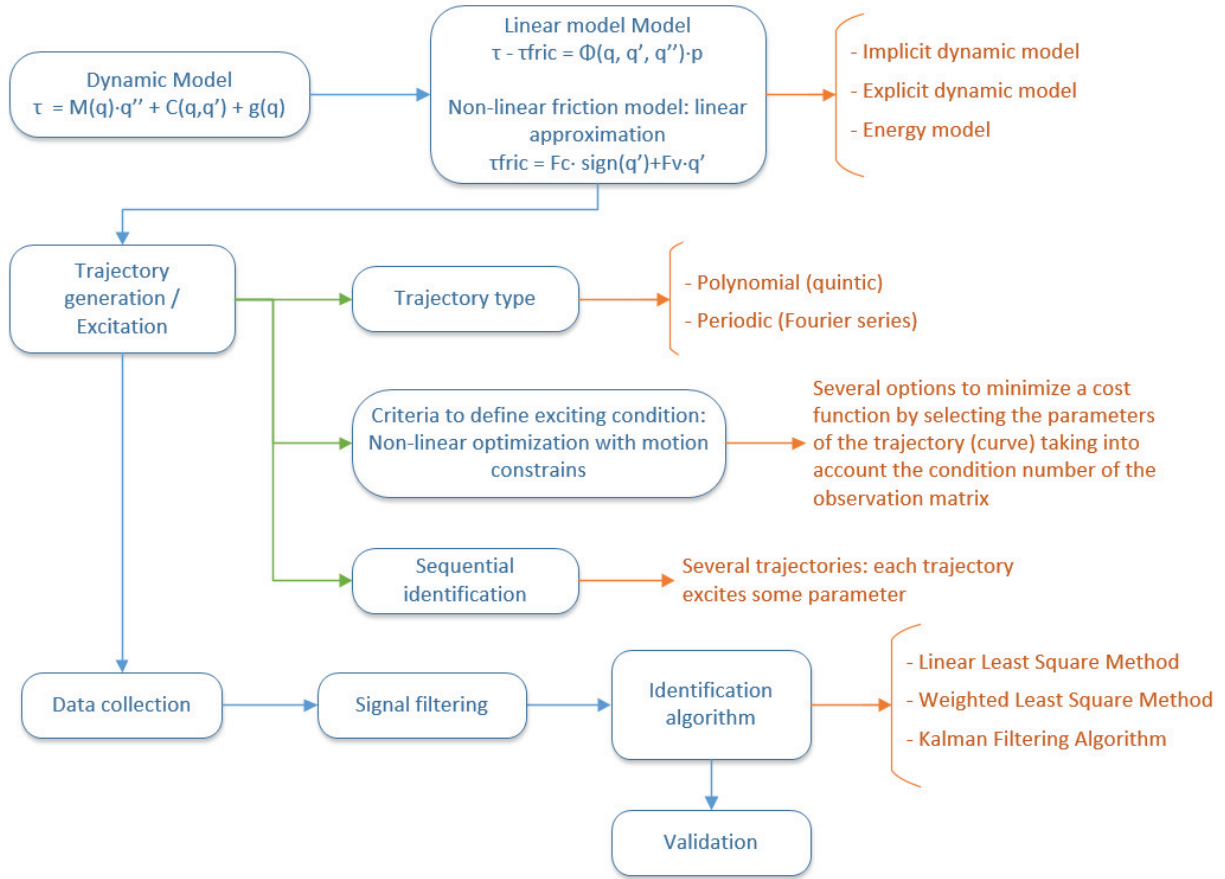 Dynamic Model
τ = M(q)·q'' + C(q,q') + g(q)
Linear model Model
τ - τfric = Φ(q, q', q'')·p
Non-linear friction model: linear
approximation
τfric = Fc· sign(q')+Fv·q'
- Implicit dynamic model
- Explicit dynamic model
- Energy model
Trajectory
generation /
Excitation
Trajectory type
- Polynomial (quintic)
- Periodic (Fourier series)
Criteria to define exciting condition:
Non-linear optimization with motion
constrains
Several options to minimize a cost
function by selecting the parameters
of the trajectory (curve) taking into
account the condition number of the
observation matrix
Sequential
identification
Several trajectories: each trajectory
excites some parameter
Data collection
Signal filtering
Identification
algorithm
- Linear Least Square Method
- Weighted Least Square Method
- Kalman Filtering Algorithm
Validation